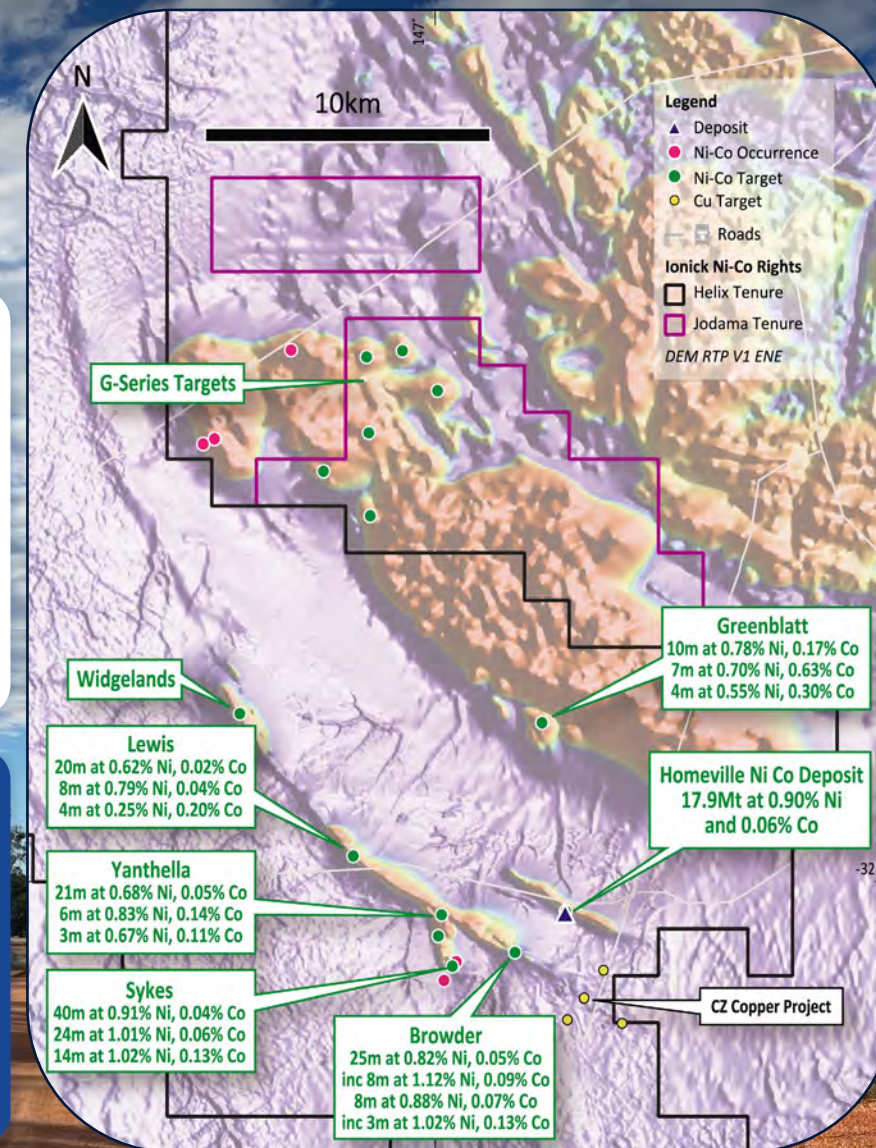 147°
N
10km
Legend
Deposit
Ni-Co Occurrence
Ni-Co Target
Cu Target
Roads
Ionick Ni-Co Rights
Helix Tenure
Jodama Tenure
DEM RTP V1 ENE
G-Series Targets
Greenblatt
10m at 0.78% Ni, 0.17% Co
7m at 0.70% Ni, 0.63% Co
4m at 0.55% Ni, 0.30% Co
Widgelands
Lewis
20m at 0.62% Ni, 0.02% Co
8m at 0.79% Ni, 0.04% Co
4m at 0.25% Ni, 0.20% Co
Homeville Ni Co Deposit
17.9Mt at 0.90% Ni
and 0.06% Co
-32
Yanthella
21m at 0.68% Ni, 0.05% Co
6m at 0.83% Ni, 0.14% Co
3m at 0.67% Ni, 0.11% Co
Sykes
40m at 0.91% Ni, 0.04% Co
24m at 1.01% Ni, 0.06% Co
14m at 1.02% Ni, 0.13% Co
CZ Copper Project
Browder
25m at 0.82% Ni, 0.05% Co
inc 8m at 1.12% Ni, 0.09% Co
8m at 0.88% Ni, 0.07% Co
inc 3m at 1.02% Ni, 0.13% Co